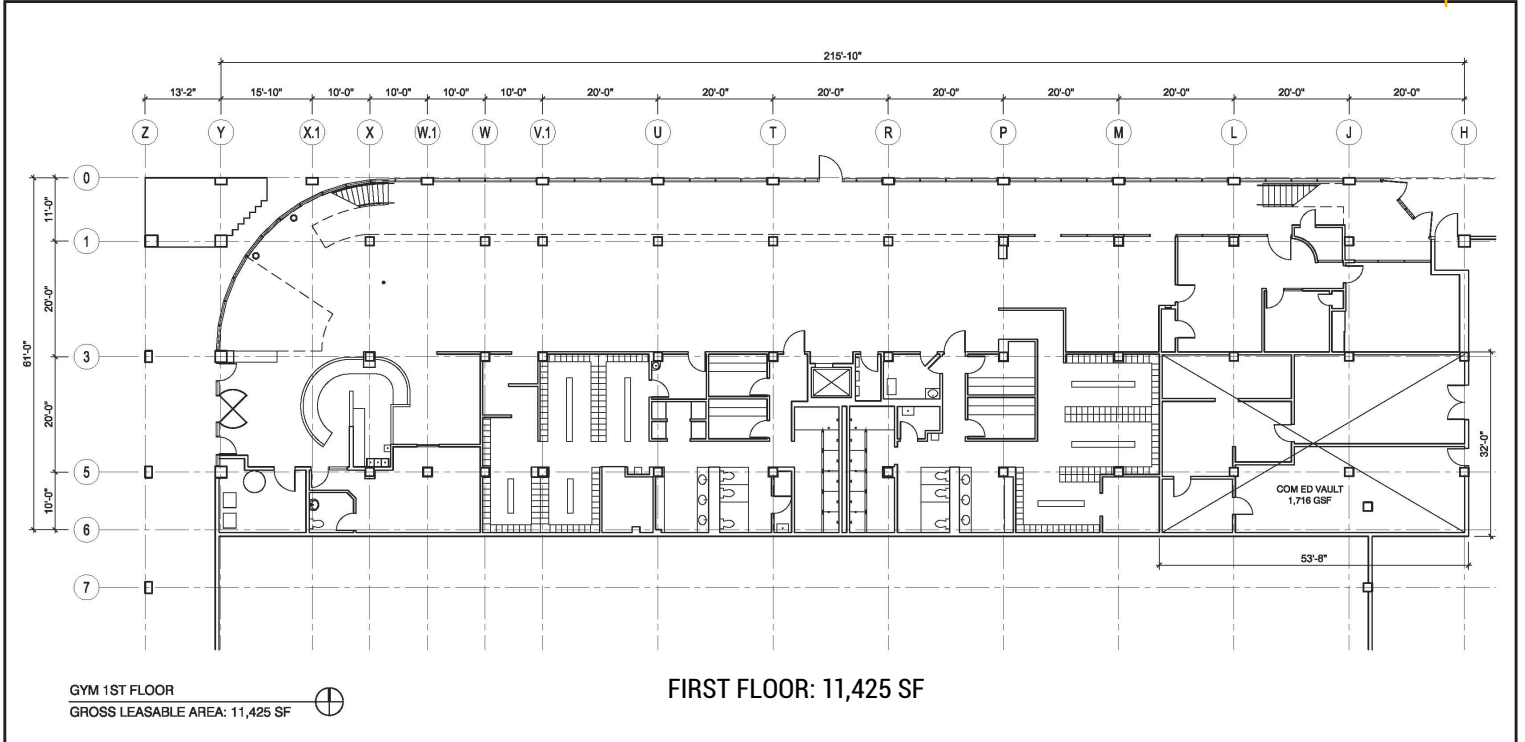 215'-10"
13'-2" 15'-10" 10'-0" 10'-0" 10'-0" 10'-0" 20'-0" 20'-0" 20'-0" 20'-0" 20'-0" 20'-0" 20'-0" 20'-0"
Z Y X.1 X W.1 W V.1 U T R P M L J H
0
11'-0"
1
20'-0"
61'-0"
3
20'-0"
32'-0"
5
COM ED VAULT
1,716 GSF
10'-0"
6
53'-8"
7
GYM 1ST FLOOR
GROSS LEASABLE AREA: 11,425 SF
FIRST FLOOR: 11,425 SF